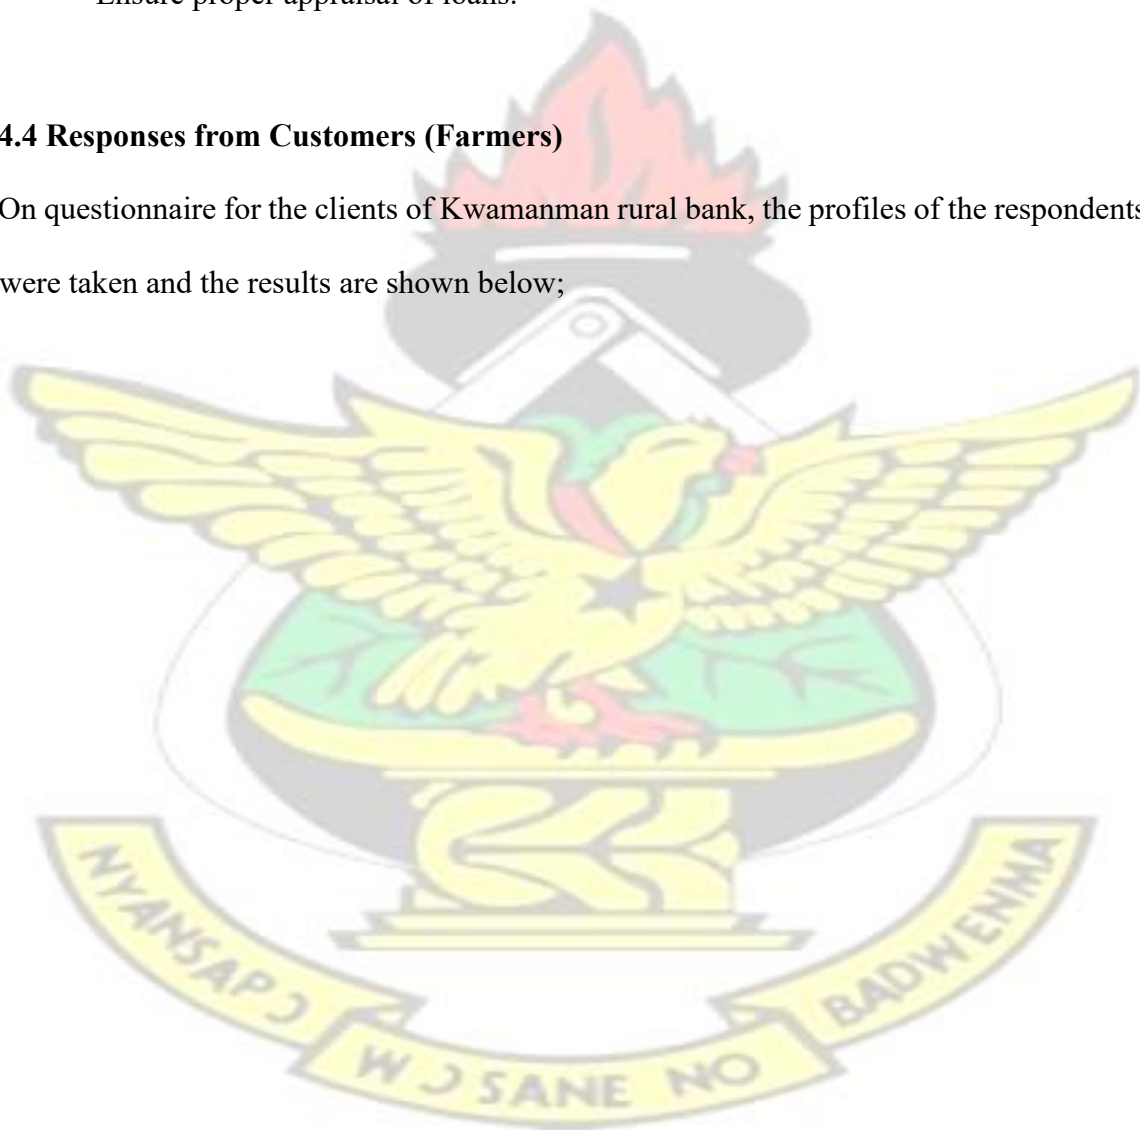 Ensure proper appraisal of loans.
4.4 Responses from Customers (Farmers)
On questionnaire for the clients of Kwamanman rural bank, the profiles of the respondents
were taken and the results are shown below;
NYANSAPƆ
WƆSANE NO
BADWENMA